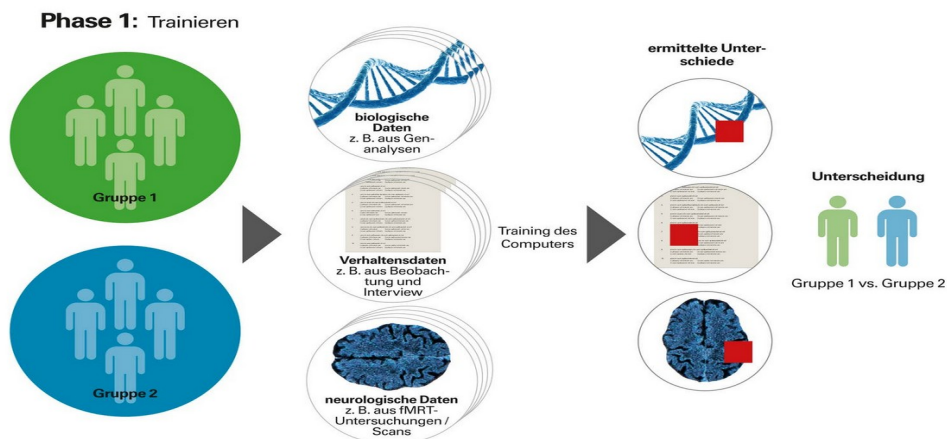 Phase 1: Trainieren
Gruppe 1
Gruppe 2
biologische
Daten
z. B. aus Gen-
analysen
Verhaltensdaten
z. B. aus Beobach-
tung und
Interview
neurologische Daten
z. B. aus fMRT-
Untersuchungen /
Scans
Training des
Computers
ermittelte Unter-
schiede
Unterscheidung
Gruppe 1 vs. Gruppe 2